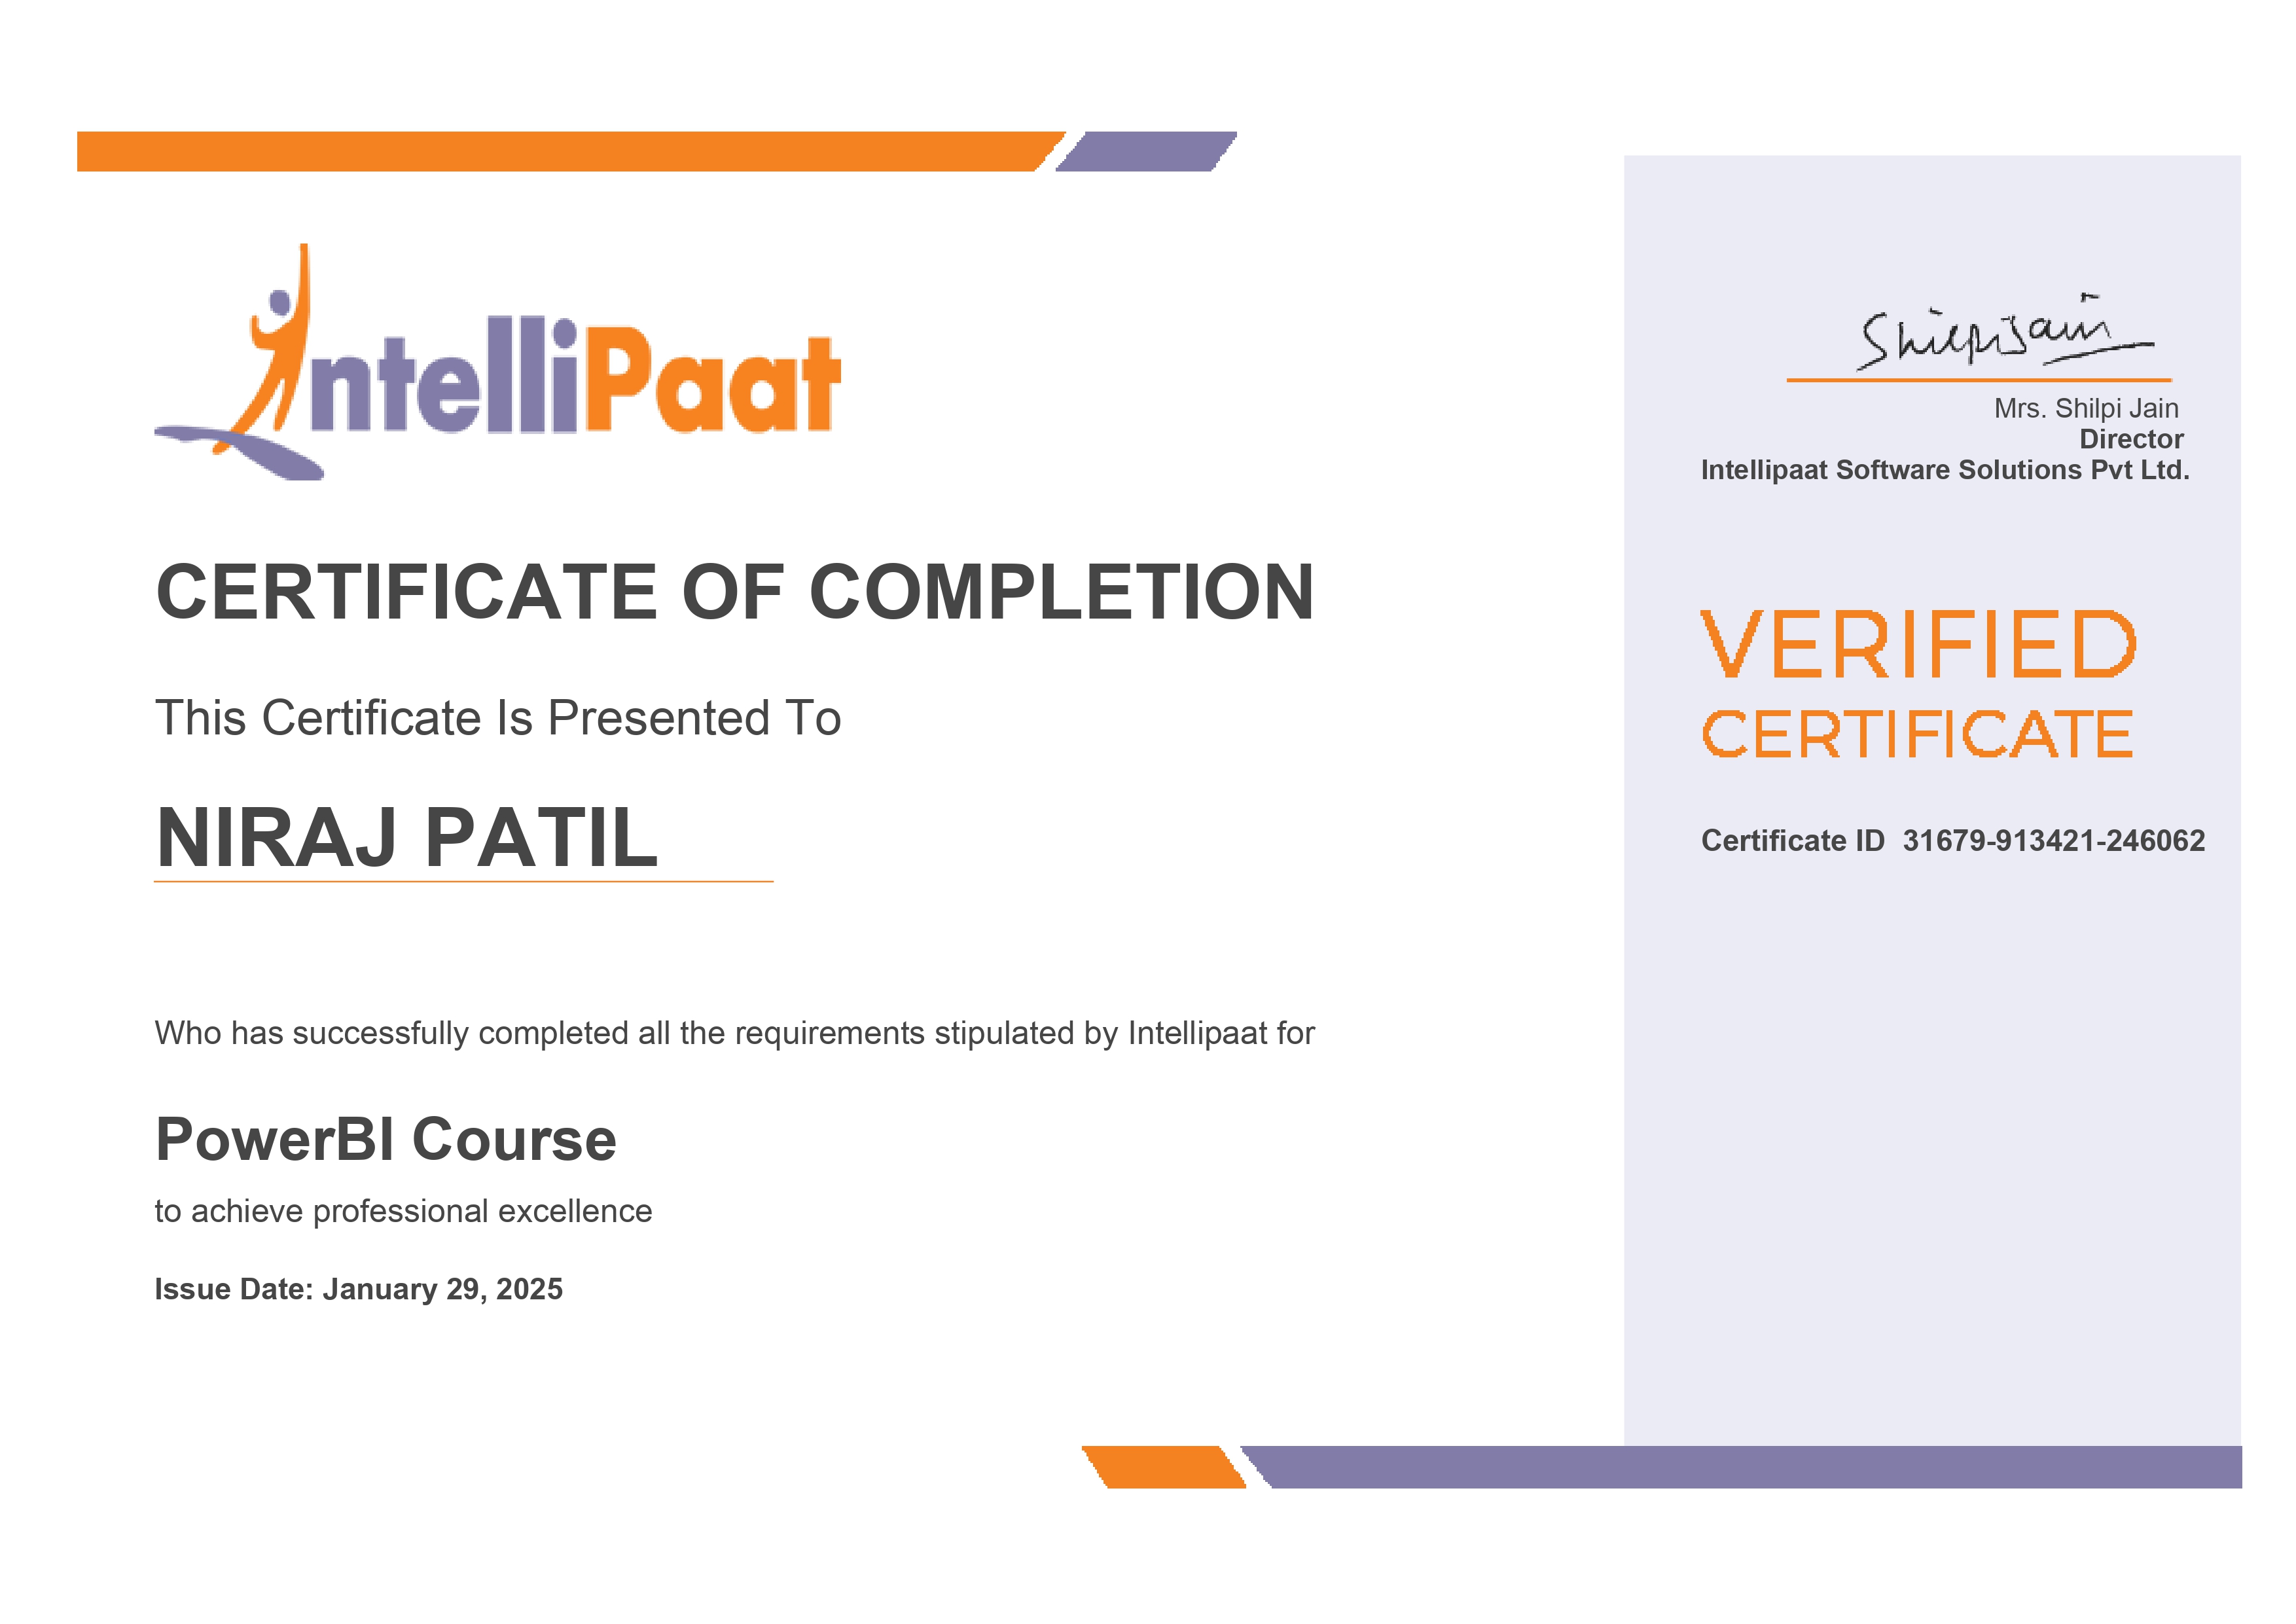 IntelliPaat
CERTIFICATE OF COMPLETION
This Certificate Is Presented To
NIRAJ PATIL
Who has successfully completed all the requirements stipulated by Intellipaat for
PowerBI Course
to achieve professional excellence
Issue Date: January 29, 2025
Shilpi Jain
Mrs. Shilpi Jain
Director
Intellipaat Software Solutions Pvt Ltd.
VERIFIED
CERTIFICATE
Certificate ID 31679-913421-246062